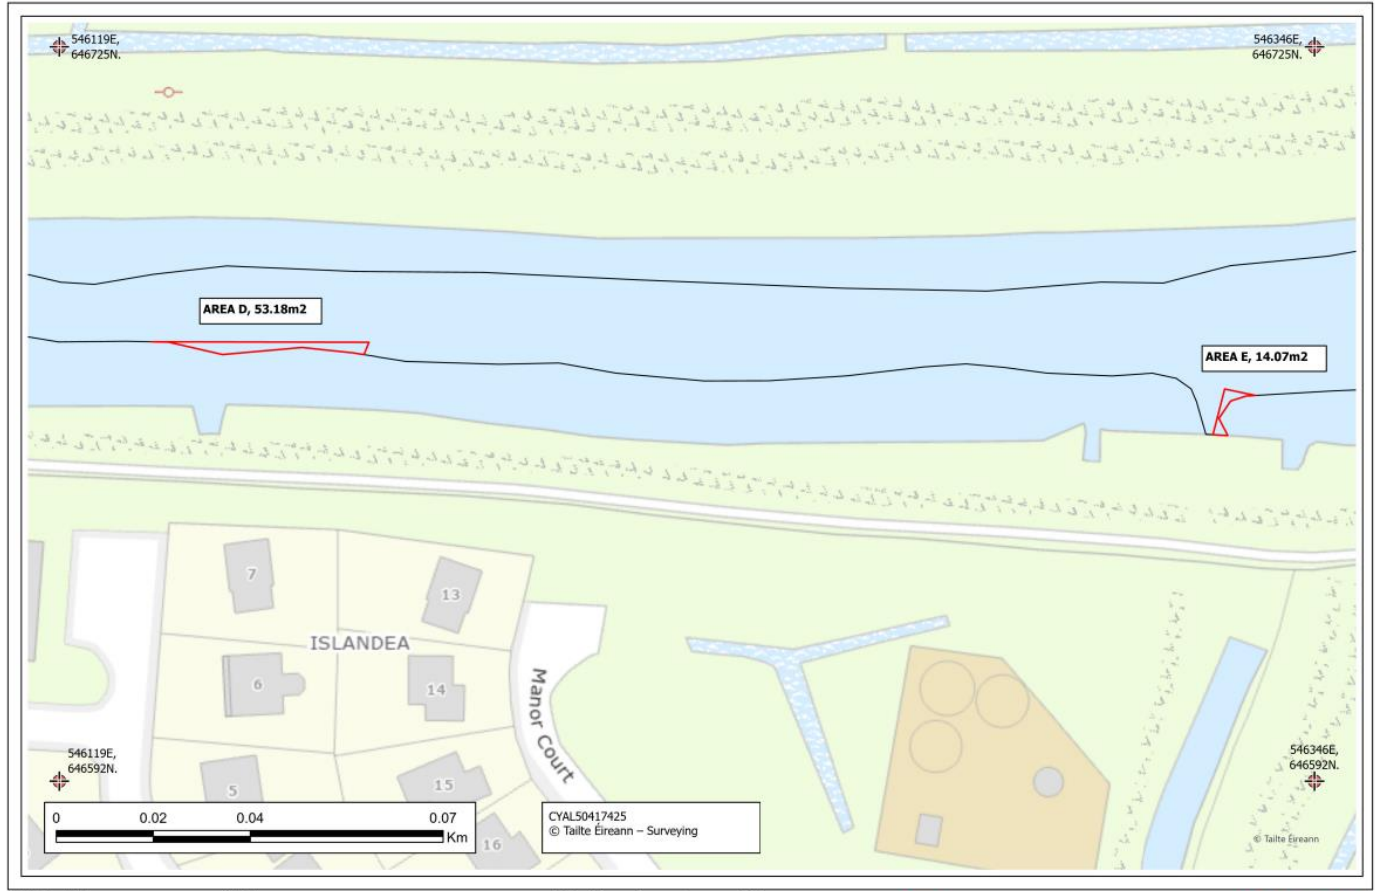 546119E,
646725N.
546346E,
646725N.
AREA D, 53.18m2
AREA E, 14.07m2
7
13
ISLANDEA
6
14
Manor Court
546119E,
646592N.
546346E,
646592N.
5
15
0 0.02 0.04 0.07
Km
CYAL50417425
© Tailte Éireann – Surveying
16
© Tailte Éireann